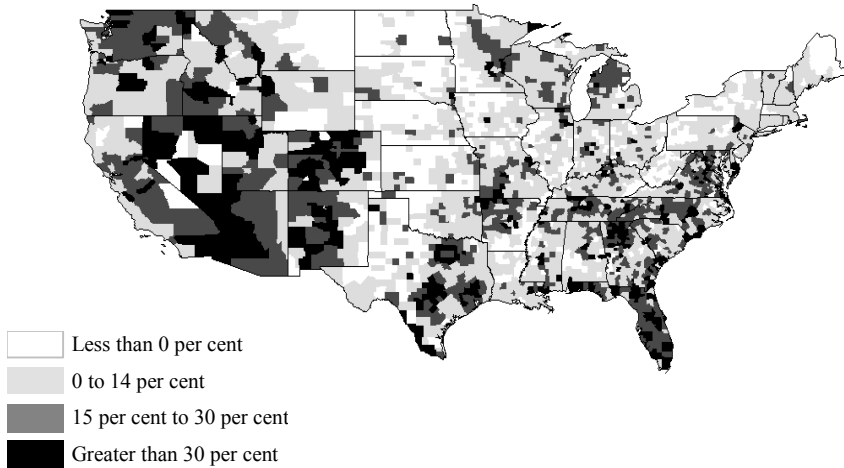 Less than 0 per cent
0 to 14 per cent
15 per cent to 30 per cent
Greater than 30 per cent